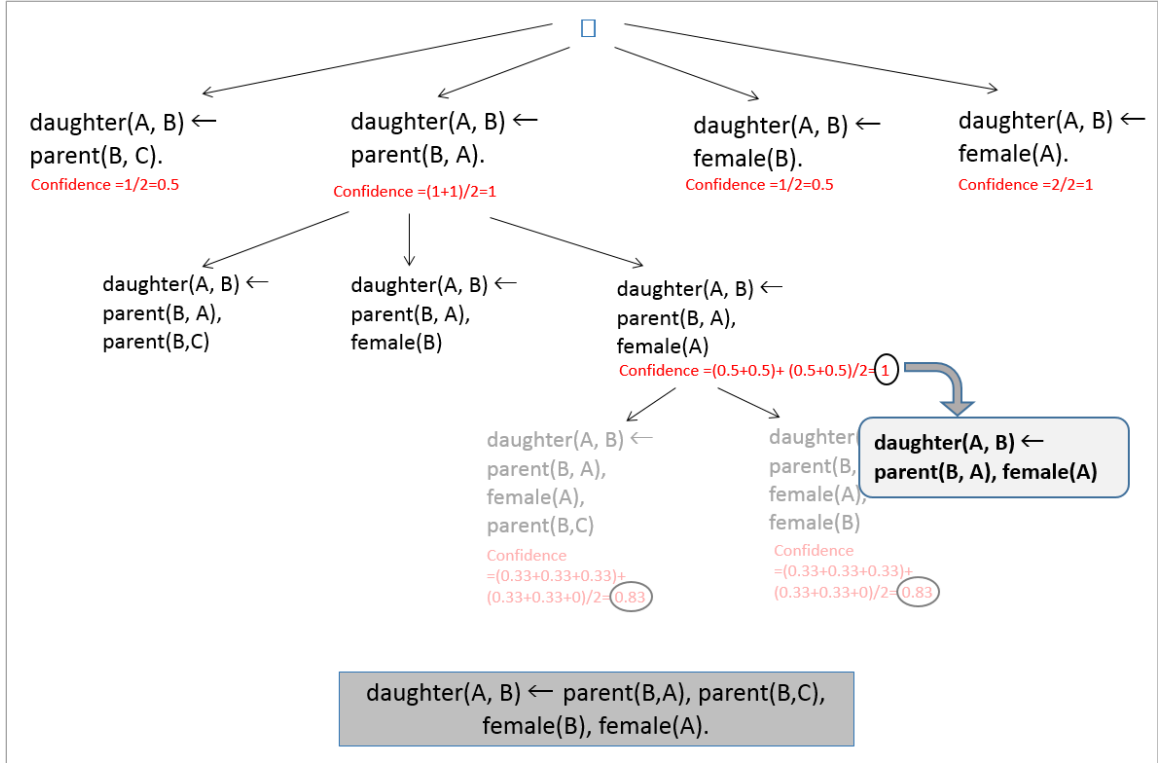 daughter(A, B) ←
parent(B, C).
Confidence =1/2=0.5
daughter(A, B) ←
parent(B, A).
Confidence =(1+1)/2=1
daughter(A, B) ←
female(B).
Confidence =1/2=0.5
daughter(A, B) ←
female(A).
Confidence =2/2=1
daughter(A, B) ←
parent(B, A),
parent(B,C)
daughter(A, B) ←
parent(B, A),
female(B)
daughter(A, B) ←
parent(B, A),
female(A)
Confidence =(0.5+0.5)+ (0.5+0.5)/2= 1
daughter(A, B) ←
parent(B, A),
female(A),
parent(B,C)
Confidence
=(0.33+0.33+0.33)+
(0.33+0.33+0)/2= 0.83
daughter(
parent(B,
female(A),
female(B)
Confidence
=(0.33+0.33+0.33)+
(0.33+0.33+0)/2= 0.83
daughter(A, B) ←
parent(B, A), female(A)
daughter(A, B) ← parent(B,A), parent(B,C),
female(B), female(A).